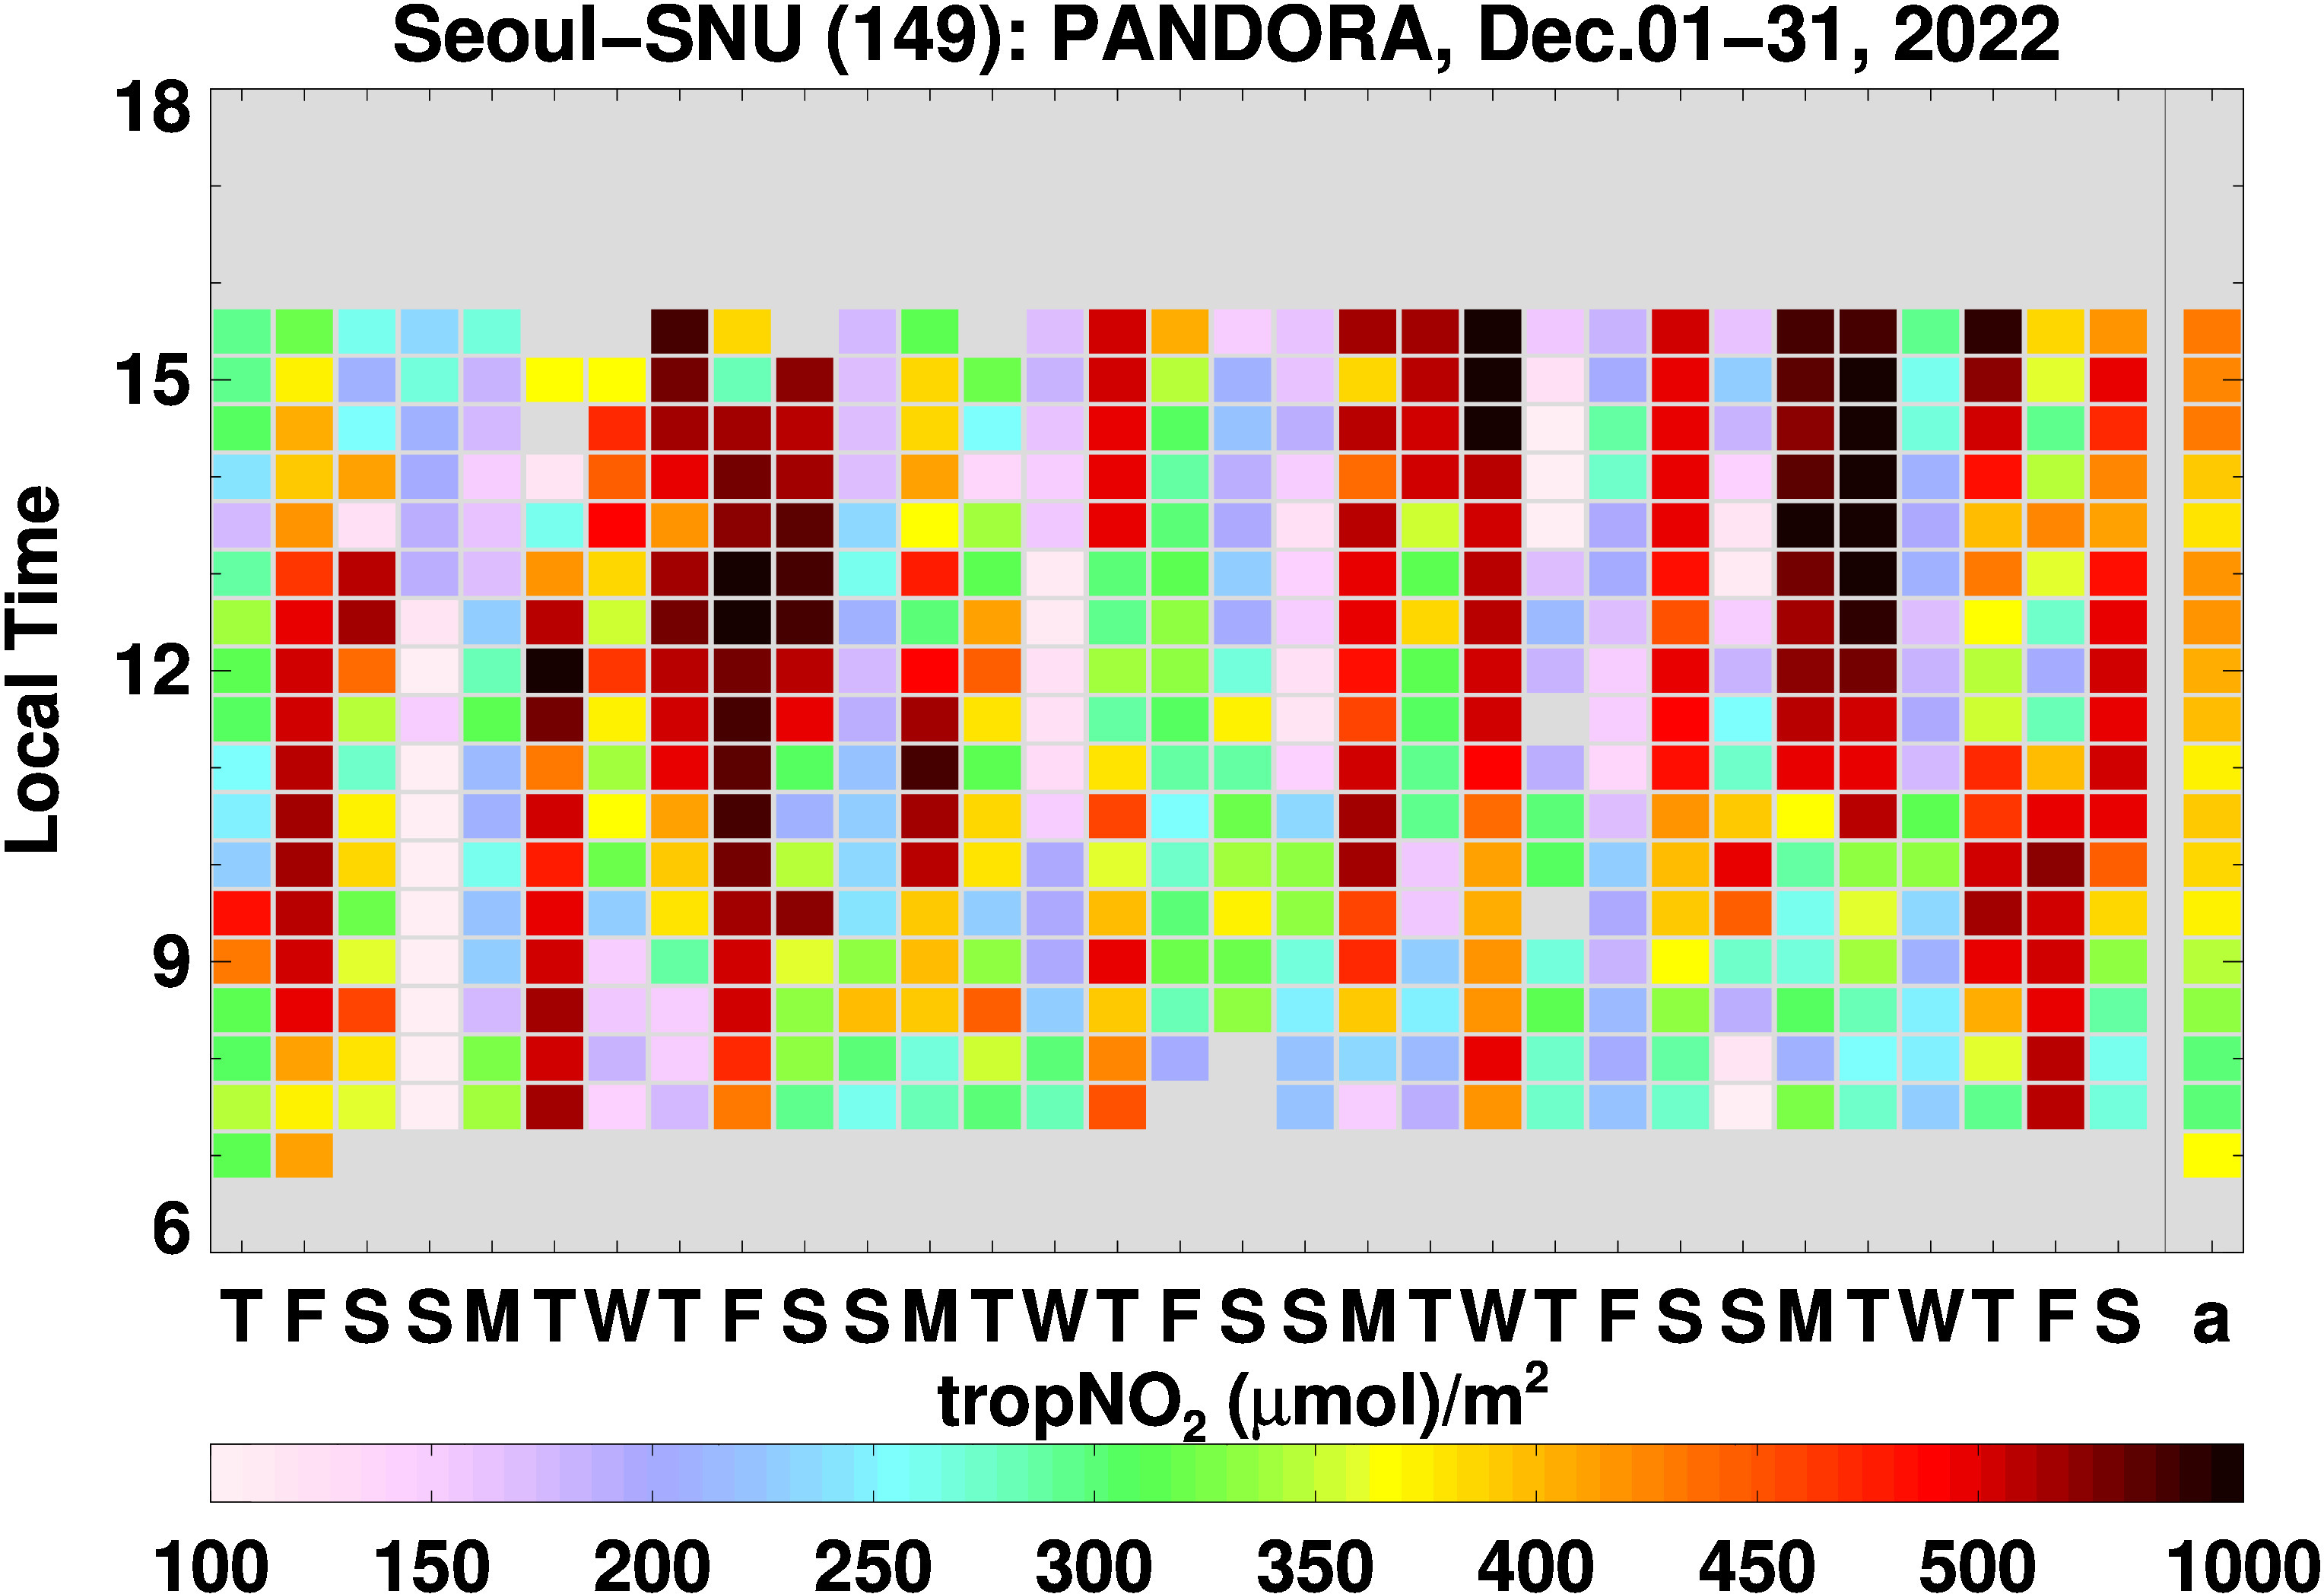 Seoul−SNU (149): PANDORA, Dec.01−31, 2022
18
15
12
9
6
Local Time
T F S S M T W T F S S M T W T F S S M T W T F S S M T W T F S a
tropNO₂ (μmol)/m²
100 150 200 250 300 350 400 450 500 1000